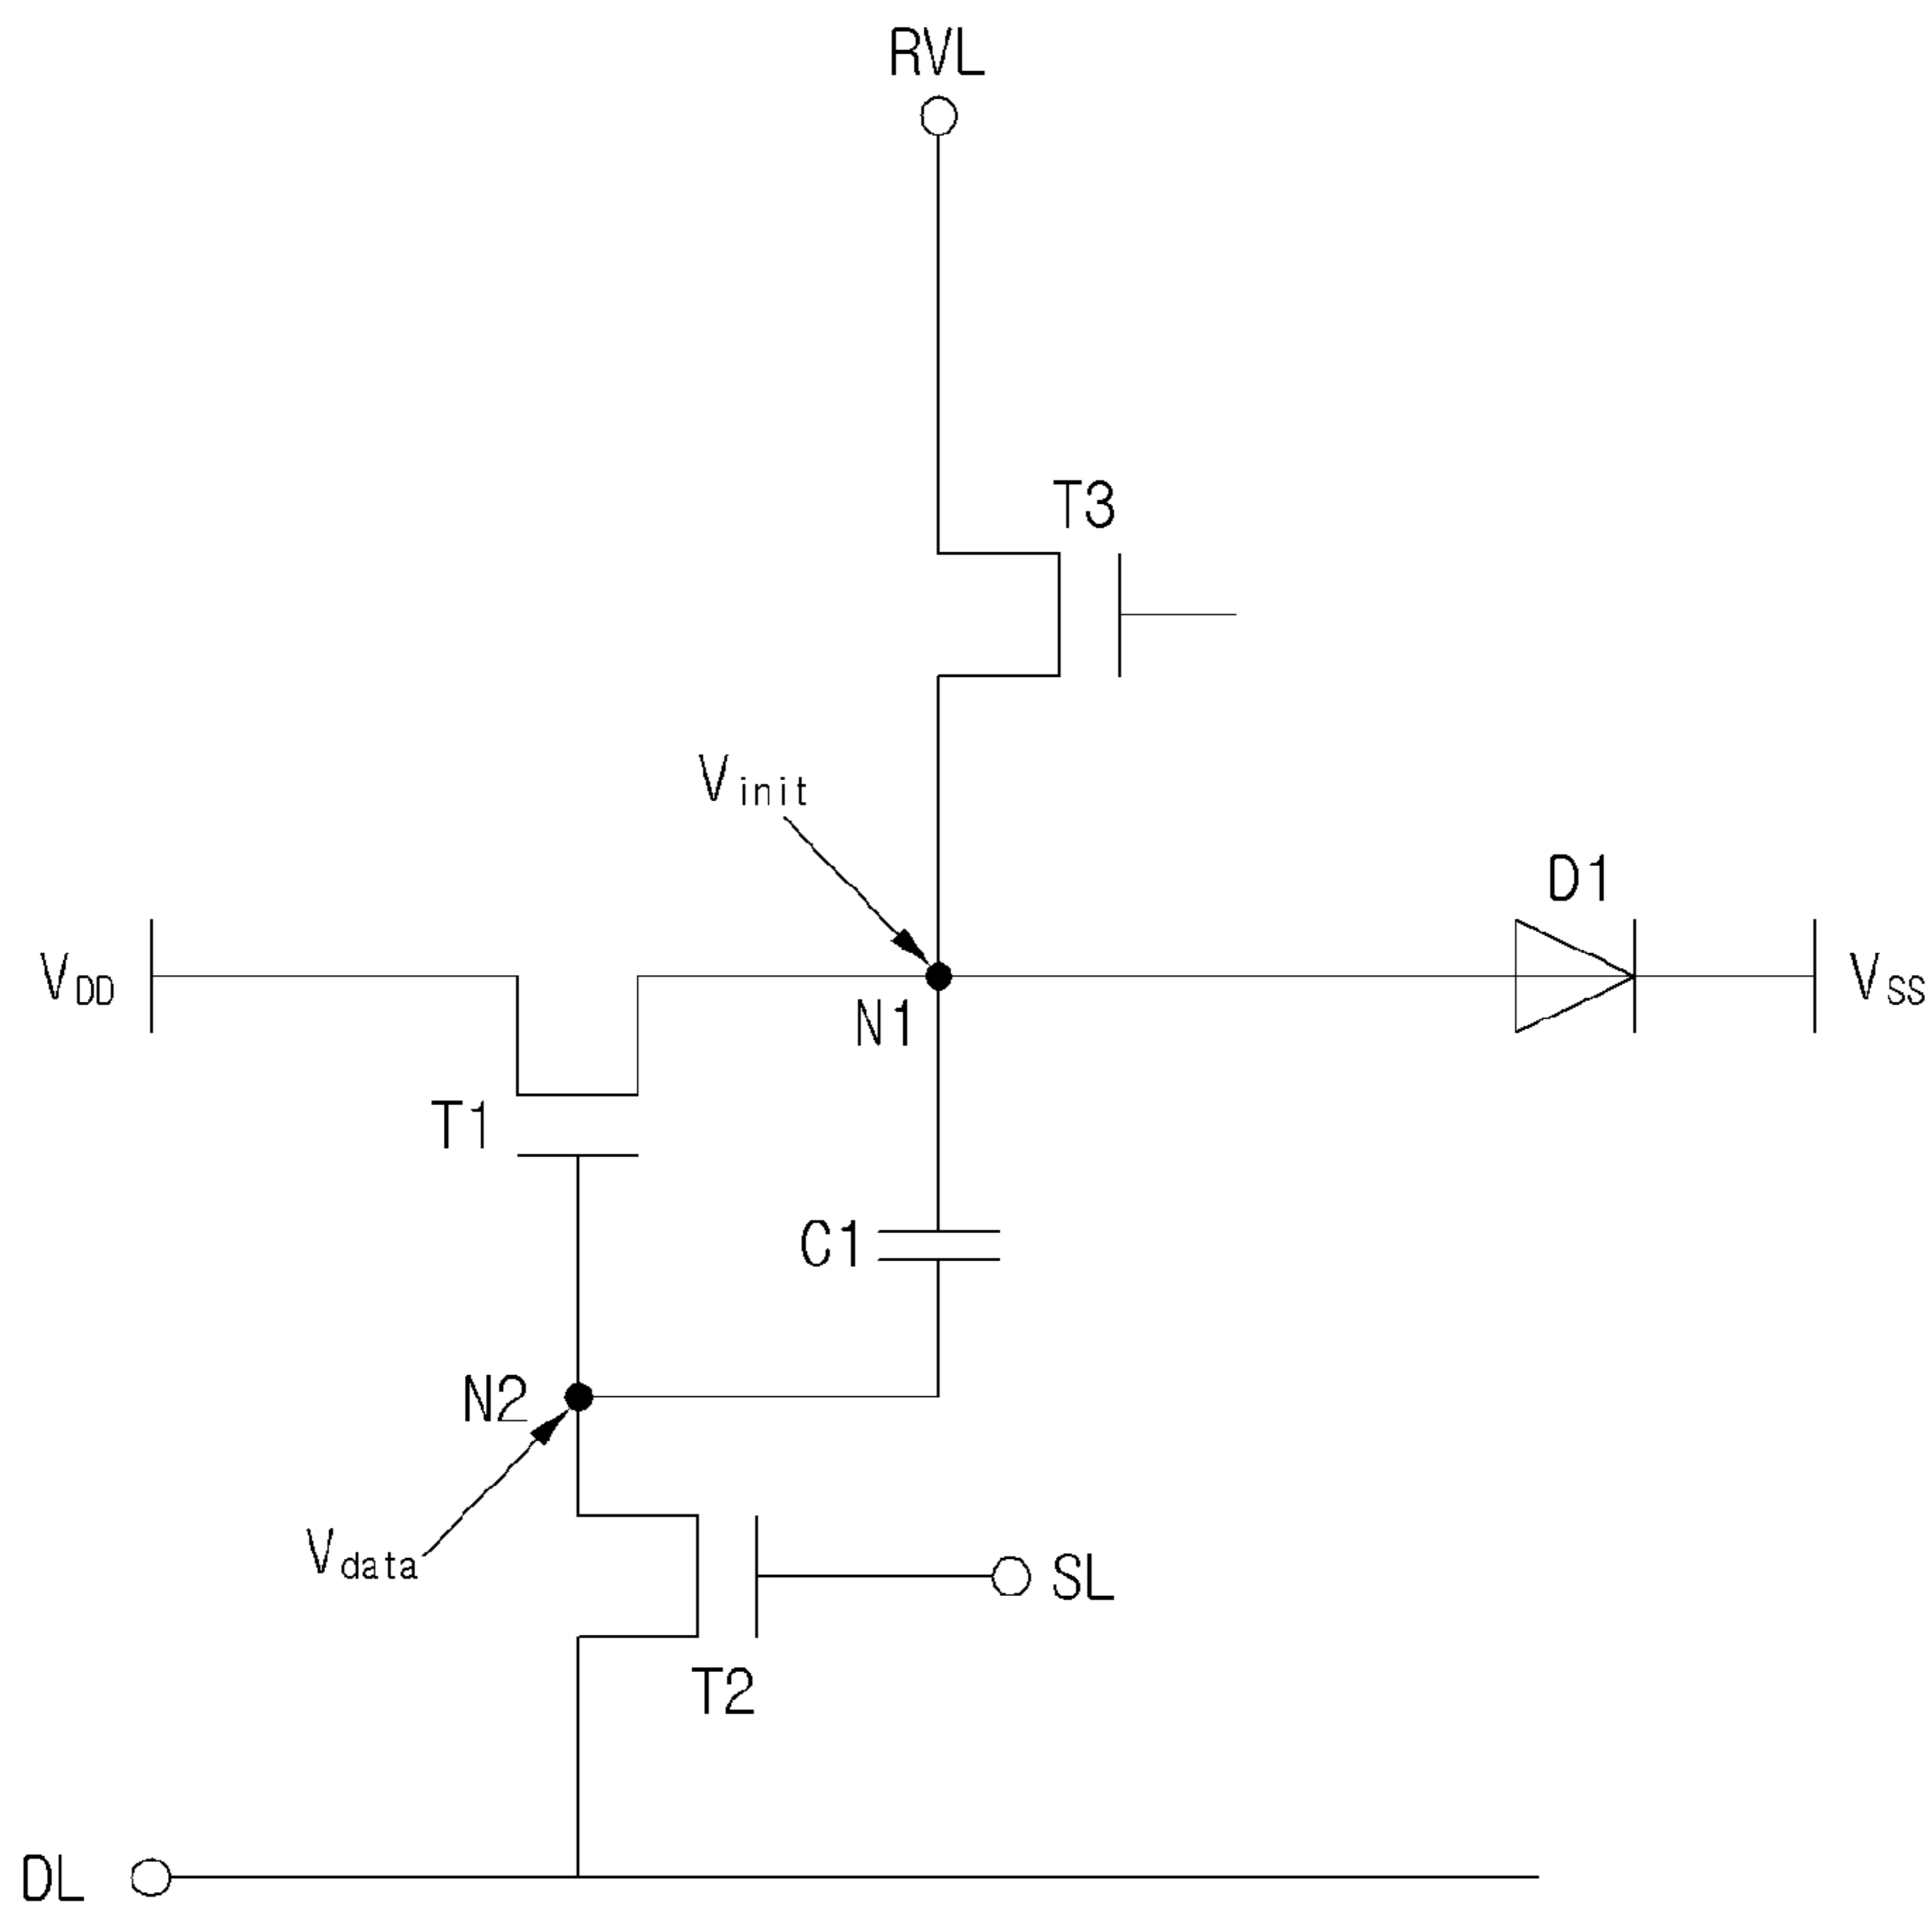 RVL
T3
Vinit
D1
VDD
VSS
N1
T1
C1
N2
Vdata
SL
T2
DL